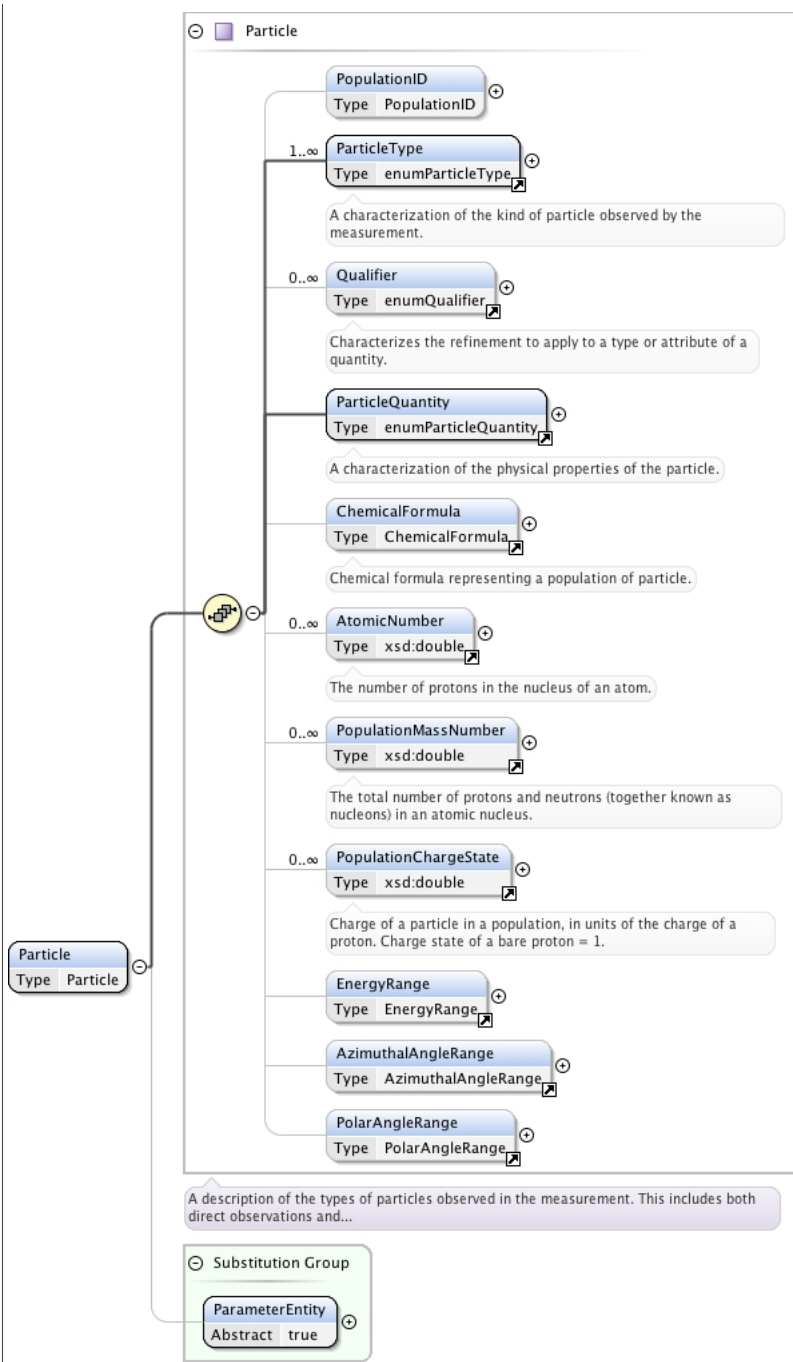 Particle
PopulationID
Type PopulationID
1..∞
ParticleType
Type enumParticleType
A characterization of the kind of particle observed by the
measurement.
0..∞
Qualifier
Type enumQualifier
Characterizes the refinement to apply to a type or attribute of a
quantity.
ParticleQuantity
Type enumParticleQuantity
A characterization of the physical properties of the particle.
ChemicalFormula
Type ChemicalFormula
Chemical formula representing a population of particle.
0..∞
AtomicNumber
Type xsd:double
The number of protons in the nucleus of an atom.
0..∞
PopulationMassNumber
Type xsd:double
The total number of protons and neutrons (together known as
nucleons) in an atomic nucleus.
0..∞
PopulationChargeState
Type xsd:double
Charge of a particle in a population, in units of the charge of a
proton. Charge state of a bare proton = 1.
Particle
Type Particle
EnergyRange
Type EnergyRange
AzimuthalAngleRange
Type AzimuthalAngleRange
PolarAngleRange
Type PolarAngleRange
A description of the types of particles observed in the measurement. This includes both
direct observations and...
Substitution Group
ParameterEntity
Abstract true